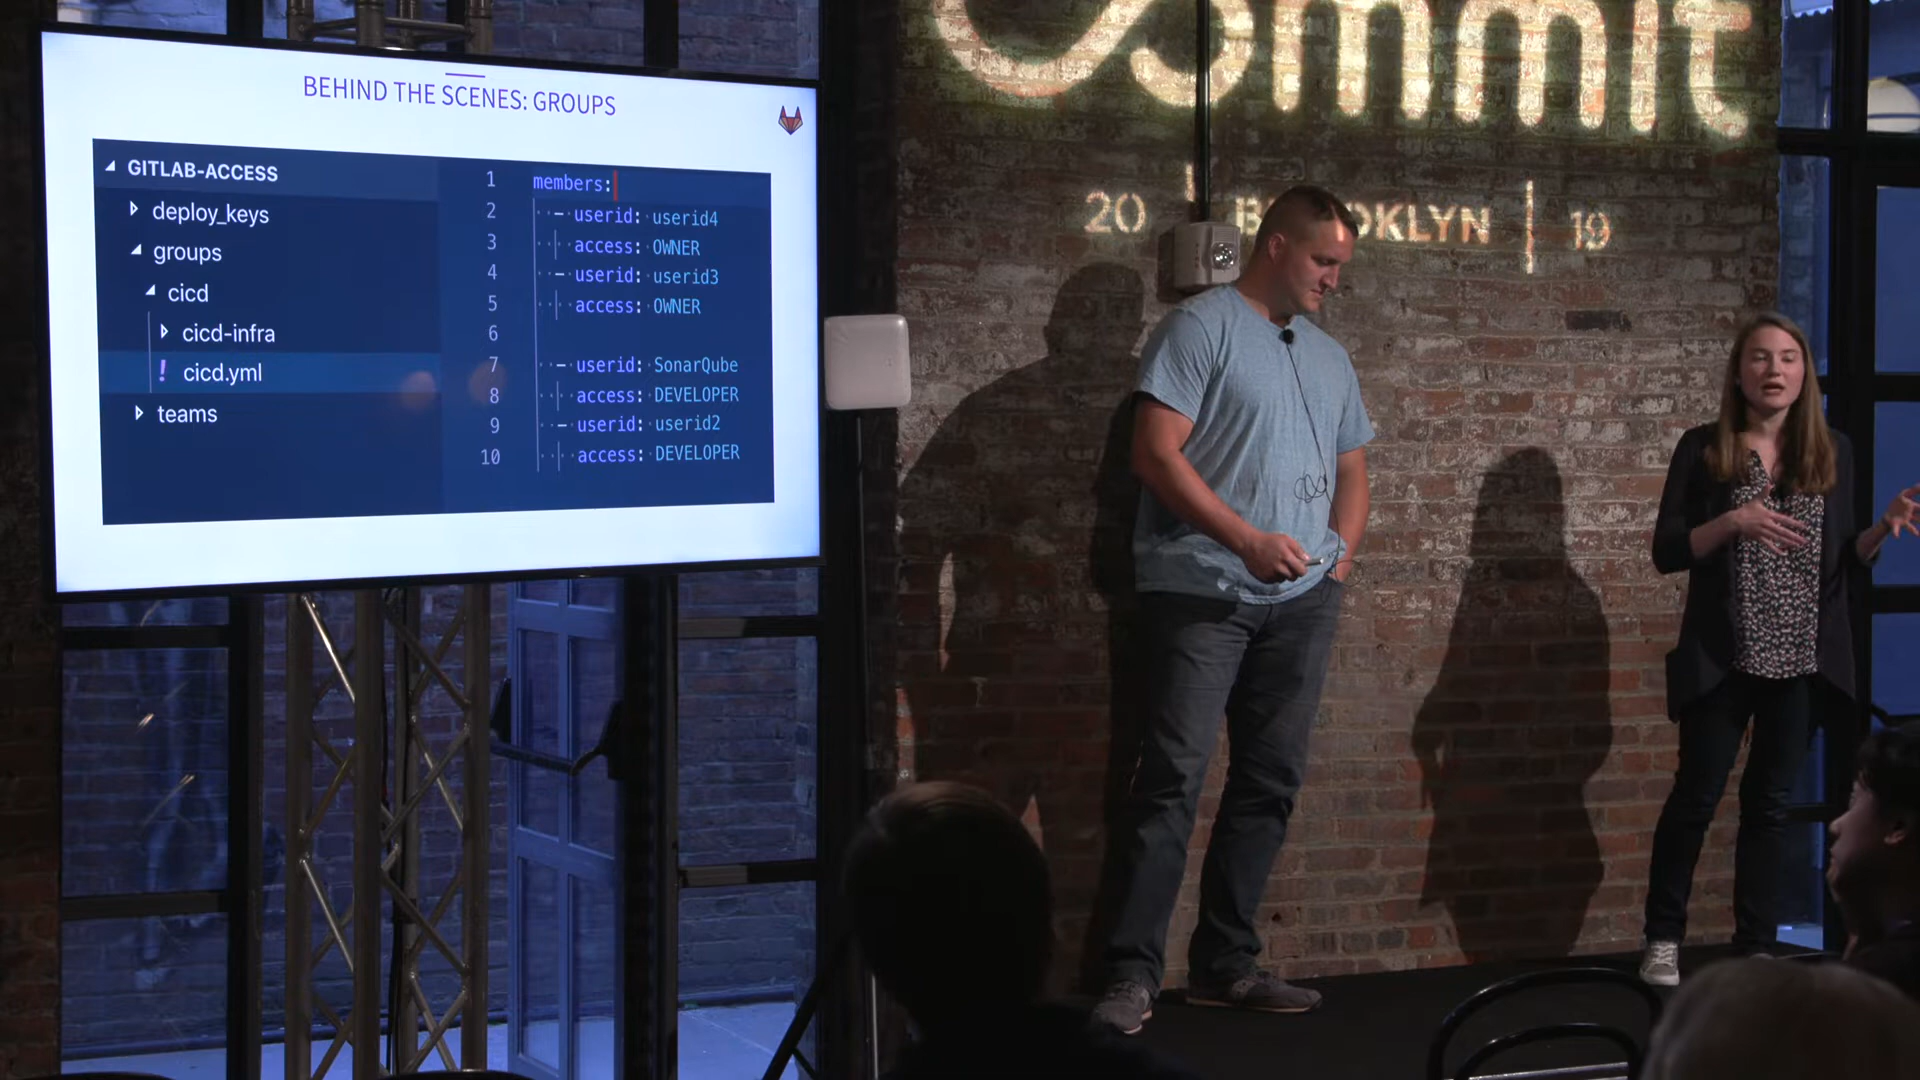 BEHIND THE SCENES: GROUPS
GITLAB-ACCESS
deploy_keys
groups
cicd
cicd-infra
! cicd.yml
teams
1 members:
2 - userid: userid4
3 access: OWNER
4 - userid: userid3
5 access: OWNER
6
7 - userid: SonarQube
8 access: DEVELOPER
9 - userid: userid2
10 access: DEVELOPER
Commit
20 | BROOKLYN | 19